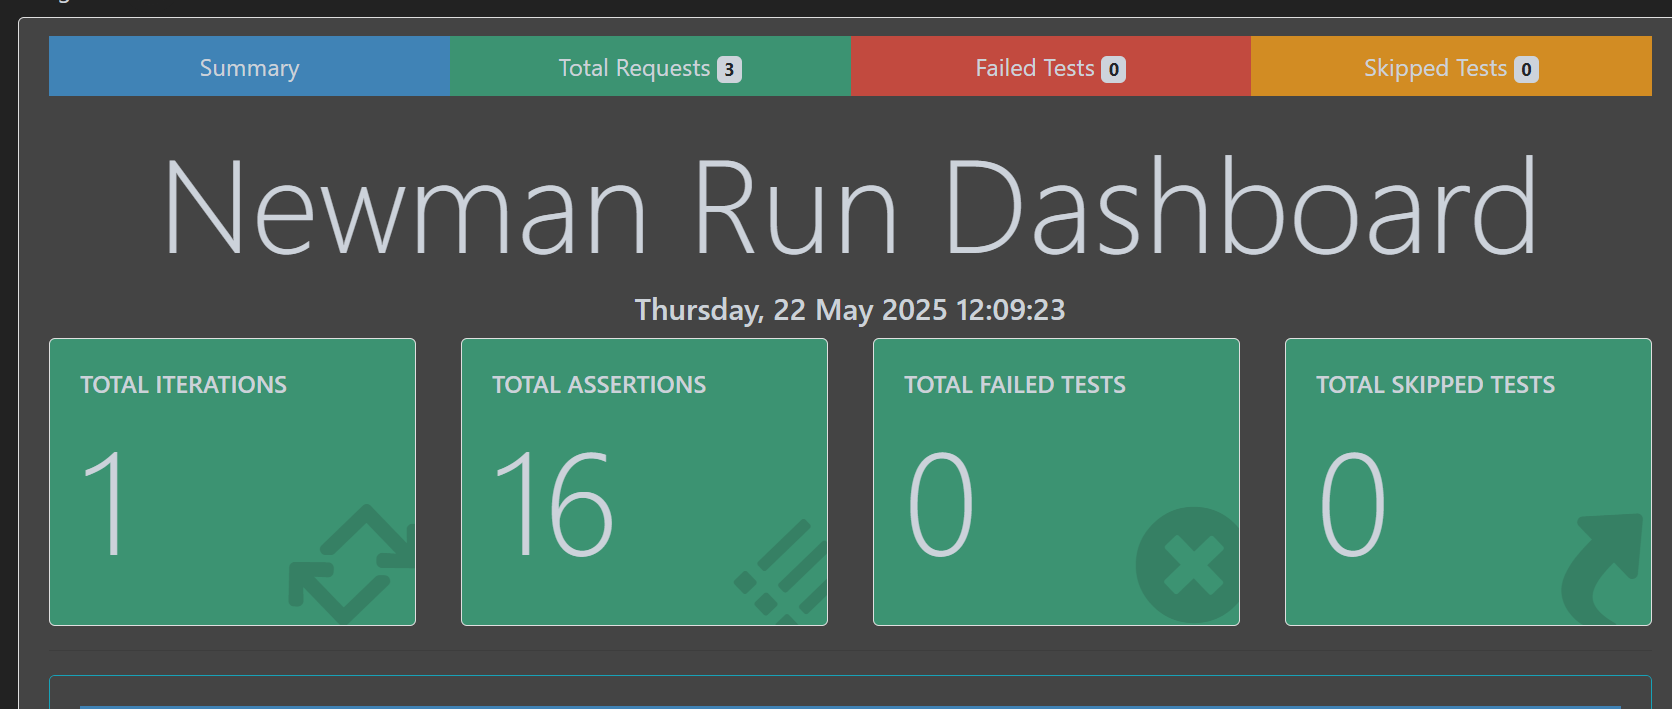 Summary Total Requests 3 Failed Tests 0 Skipped Tests 0
Newman Run Dashboard
Thursday, 22 May 2025 12:09:23
TOTAL ITERATIONS TOTAL ASSERTIONS TOTAL FAILED TESTS TOTAL SKIPPED TESTS
1 16 0 0